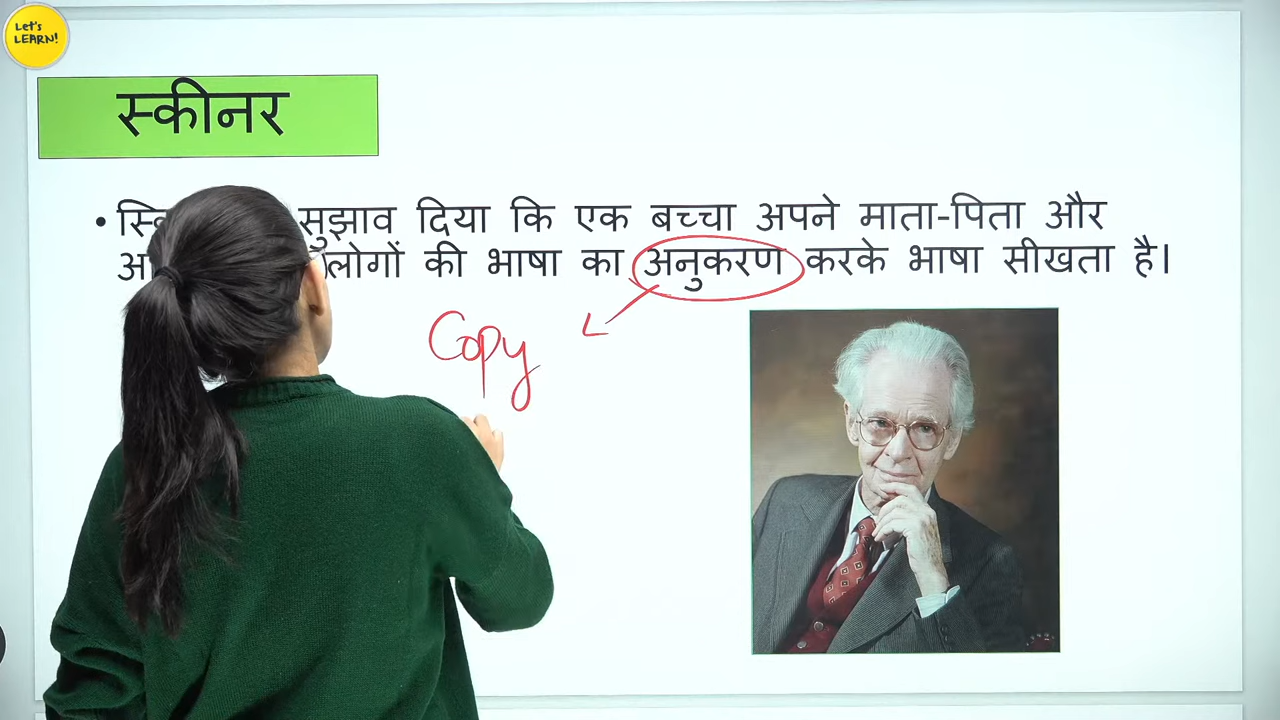 Let's
LEARN!
स्कीनर
• सुझाव दिया कि एक बच्चा अपने माता-पिता और
लोगों की भाषा का अनुकरण करके भाषा सीखता है।
Copy